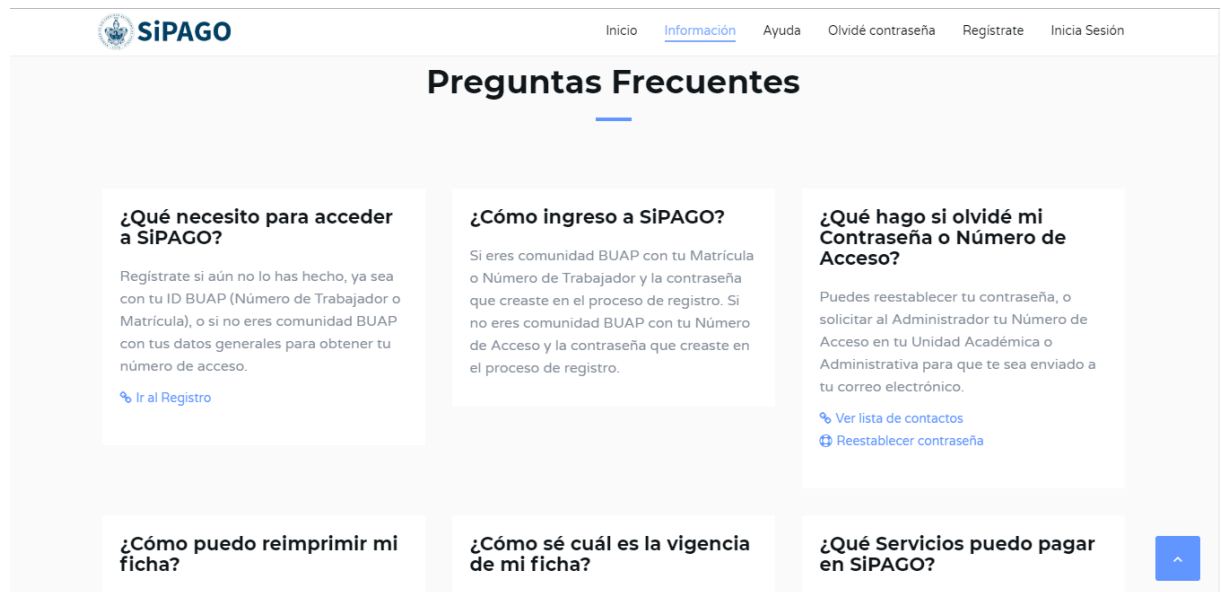 SiPAGO
Inicio Información Ayuda Olvidé contraseña Regístrate Inicia Sesión
Preguntas Frecuentes
¿Qué necesito para acceder
a SiPAGO?
Regístrate si aún no lo has hecho, ya sea
con tu ID BUAP (Número de Trabajador o
Matrícula), o si no eres comunidad BUAP
con tus datos generales para obtener tu
número de acceso.
Ir al Registro
¿Cómo ingreso a SiPAGO?
Si eres comunidad BUAP con tu Matrícula
o Número de Trabajador y la contraseña
que creaste en el proceso de registro. Si
no eres comunidad BUAP con tu Número
de Acceso y la contraseña que creaste en
el proceso de registro.
¿Qué hago si olvidé mi
Contraseña o Número de
Acceso?
Puedes reestablecer tu contraseña, o
solicitar al Administrador tu Número de
Acceso en tu Unidad Académica o
Administrativa para que te sea enviado a
tu correo electrónico.
Ver lista de contactos
Reestablecer contraseña
¿Cómo puedo reimprimir mi
ficha?
¿Cómo sé cuál es la vigencia
de mi ficha?
¿Qué Servicios puedo pagar
en SiPAGO?